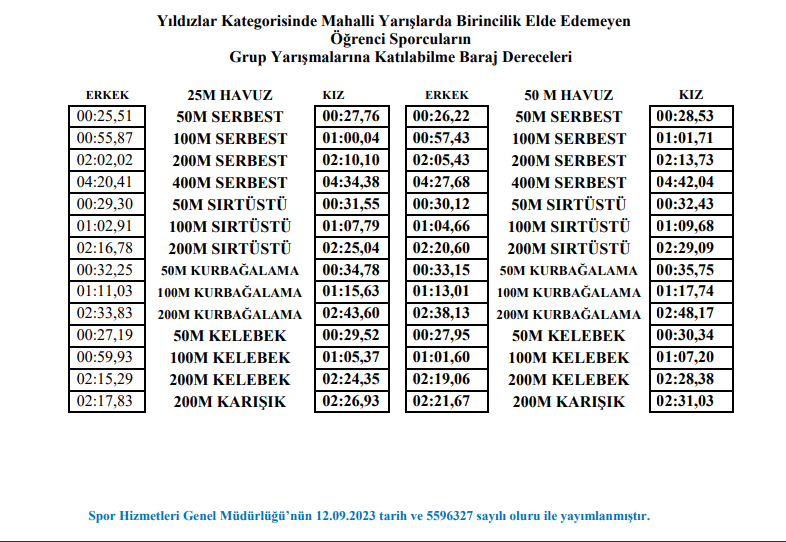 Yıldızlar Kategorisinde Mahalli Yarışlarda Birincilik Elde Edemeyen
Öğrenci Sporcuların
Grup Yarışmalarına Katılabilme Baraj Dereceleri
ERKEK 25M HAVUZ KIZ ERKEK 50 M HAVUZ KIZ
00:25,51 50M SERBEST 00:27,76 00:26,22 50M SERBEST 00:28,53
00:55,87 100M SERBEST 01:00,04 00:57,43 100M SERBEST 01:01,71
02:02,02 200M SERBEST 02:10,10 02:05,43 200M SERBEST 02:13,73
04:20,41 400M SERBEST 04:34,38 04:27,68 400M SERBEST 04:42,04
00:29,30 50M SIRTÜSTÜ 00:31,55 00:30,12 50M SIRTÜSTÜ 00:32,43
01:02,91 100M SIRTÜSTÜ 01:07,79 01:04,66 100M SIRTÜSTÜ 01:09,68
02:16,78 200M SIRTÜSTÜ 02:25,04 02:20,60 200M SIRTÜSTÜ 02:29,09
00:32,25 50M KURBAĞALAMA 00:34,78 00:33,15 50M KURBAĞALAMA 00:35,75
01:11,03 100M KURBAĞALAMA 01:15,63 01:13,01 100M KURBAĞALAMA 01:17,74
02:33,83 200M KURBAĞALAMA 02:43,60 02:38,13 200M KURBAĞALAMA 02:48,17
00:27,19 50M KELEBEK 00:29,52 00:27,95 50M KELEBEK 00:30,34
00:59,93 100M KELEBEK 01:05,37 01:01,60 100M KELEBEK 01:07,20
02:15,29 200M KELEBEK 02:24,35 02:19,06 200M KELEBEK 02:28,38
02:17,83 200M KARIŞIK 02:26,93 02:21,67 200M KARIŞIK 02:31,03
Spor Hizmetleri Genel Müdürlüğü’nün 12.09.2023 tarih ve 5596327 sayılı oluru ile yayımlanmıştır.